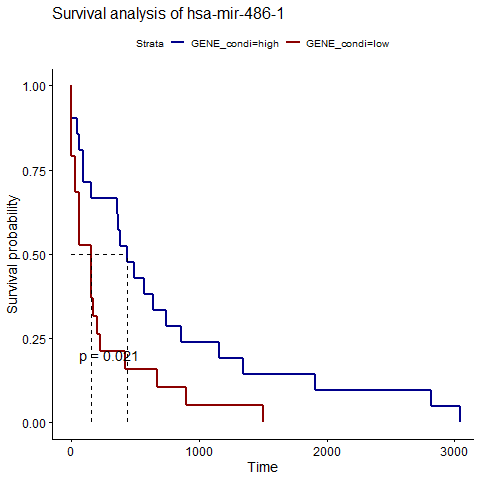 Survival analysis of hsa-mir-486-1
Strata GENE_condi=high GENE_condi=low
Survival probability
1.00
0.75
0.50
0.25
0.00
p = 0.021
0 1000 2000 3000
Time